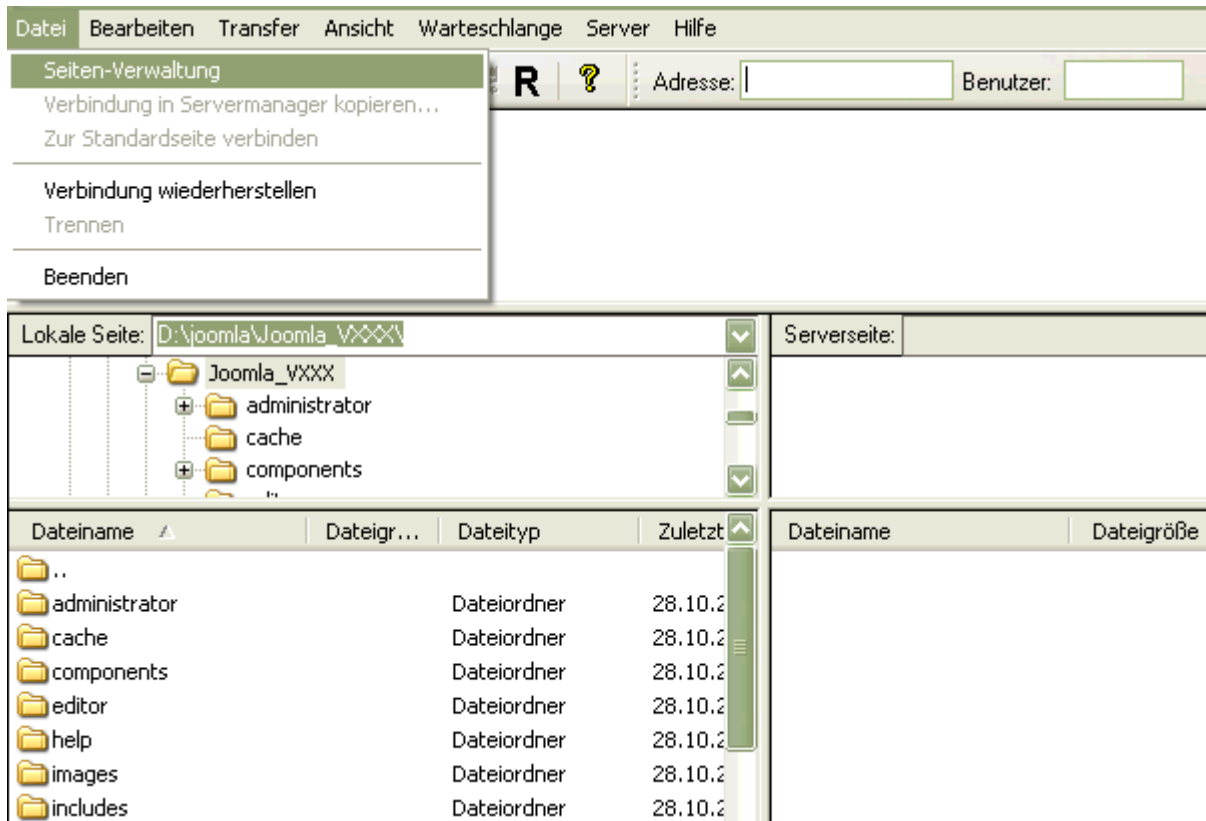 Datei Bearbeiten Transfer Ansicht Warteschlange Server Hilfe
Seiten-Verwaltung
R ? Adresse: Benutzer:
Verbindung in Servermanager kopieren...
Zur Standardseite verbinden
Verbindung wiederherstellen
Trennen
Beenden
Lokale Seite: D:\joomla\Joomla_VXXX\ Serverseite:
Joomla_VXXX
administrator
cache
components
Dateiname Dateigr... Dateityp Zuletzt Dateiname Dateigröße
..
administrator Dateiordner 28.10.2
cache Dateiordner 28.10.2
components Dateiordner 28.10.2
editor Dateiordner 28.10.2
help Dateiordner 28.10.2
images Dateiordner 28.10.2
includes Dateiordner 28.10.2